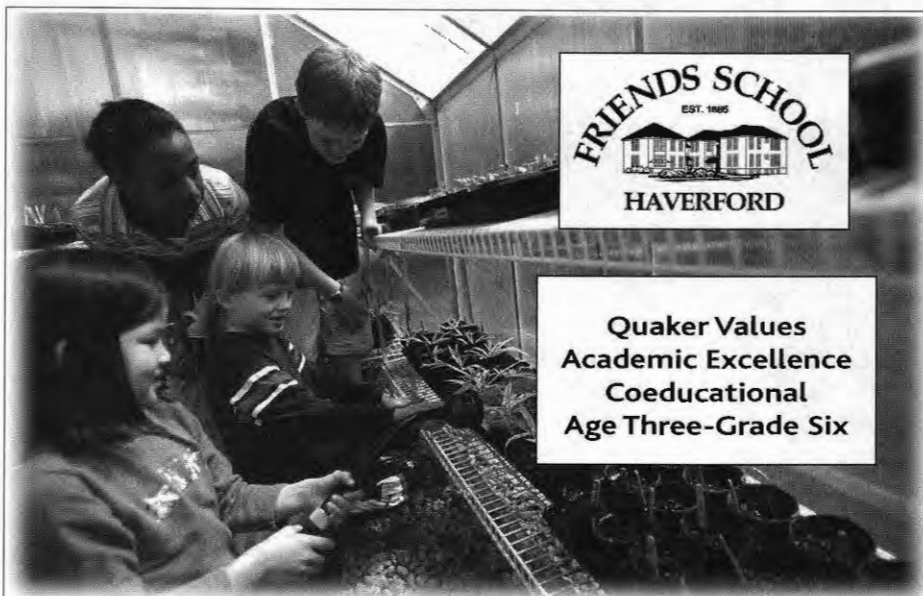 FRIENDS SCHOOL
EST. 1885
HAVERFORD
Quaker Values
Academic Excellence
Coeducational
Age Three-Grade Six